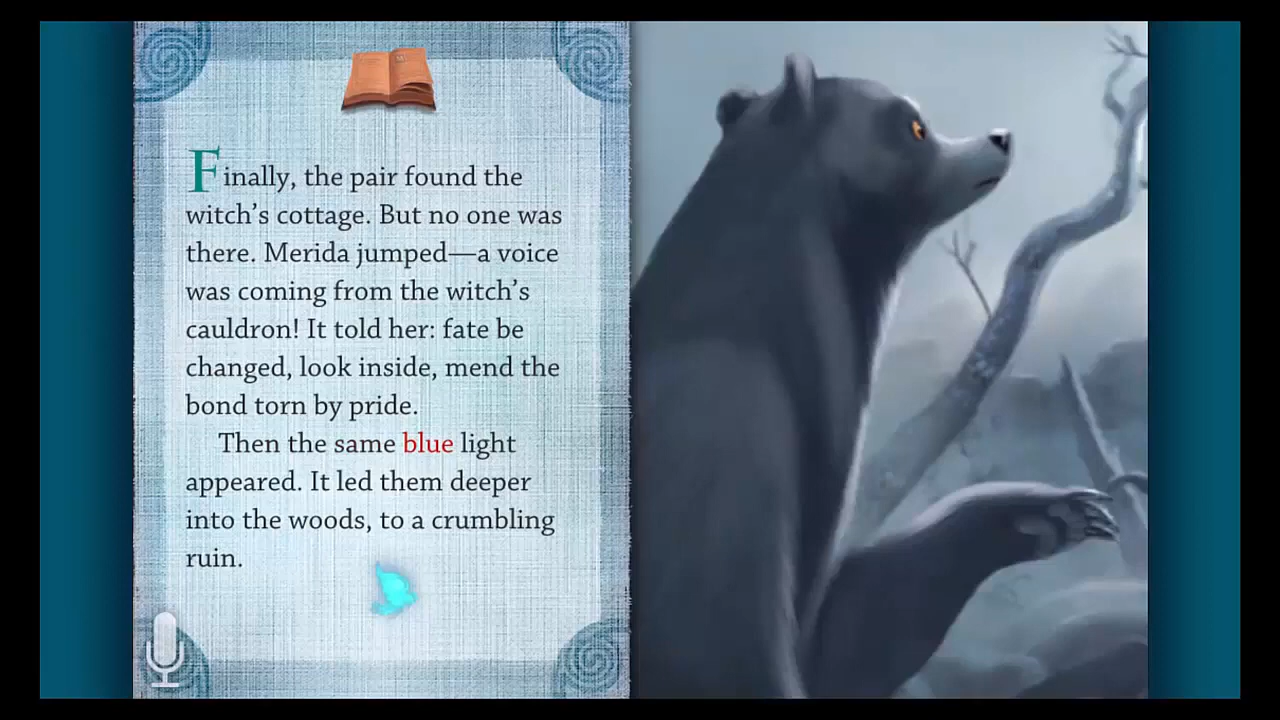 Finally, the pair found the
witch’s cottage. But no one was
there. Merida jumped—a voice
was coming from the witch’s
cauldron! It told her: fate be
changed, look inside, mend the
bond torn by pride.
Then the same blue light
appeared. It led them deeper
into the woods, to a crumbling
ruin.